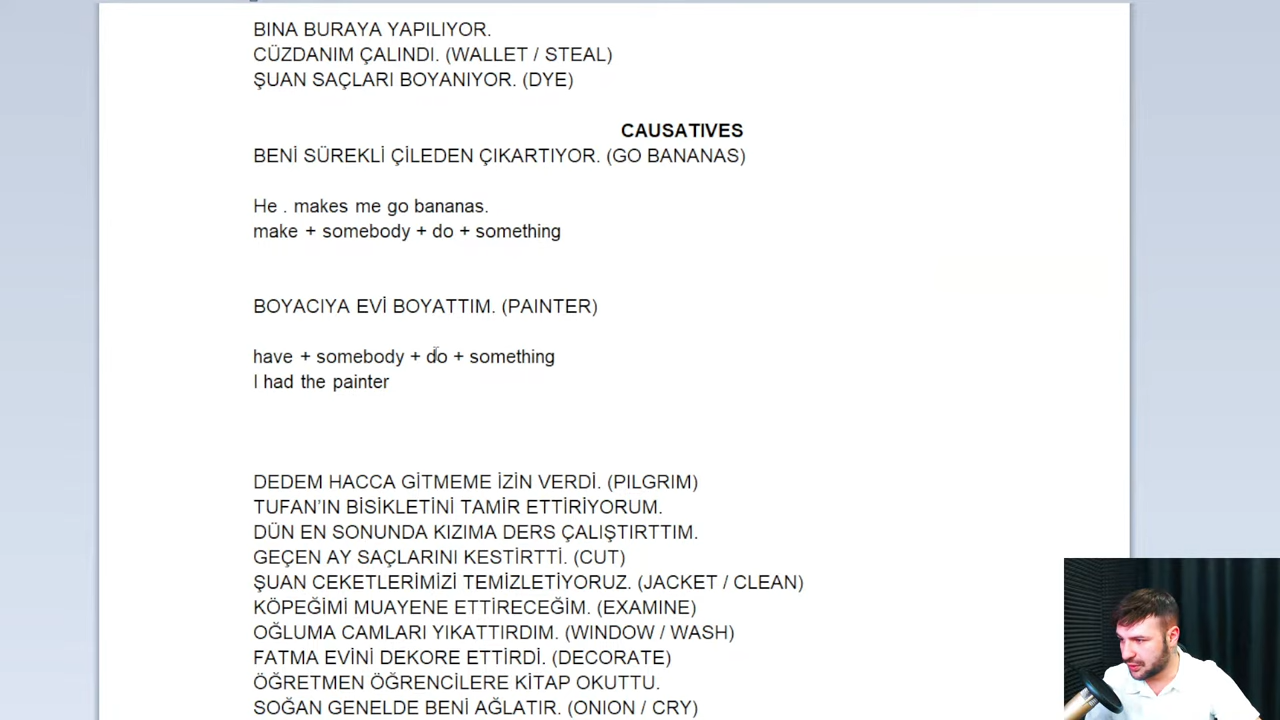 BINA BURAYA YAPILIYOR.
CÜZDANIM ÇALINDI. (WALLET / STEAL)
ŞUAN SAÇLARI BOYANIYOR. (DYE)
CAUSATIVES
BENİ SÜREKLİ ÇİLEDEN ÇIKARTIYOR. (GO BANANAS)
He . makes me go bananas.
make + somebody + do + something
BOYACIYA EVİ BOYATTIM. (PAINTER)
have + somebody + do + something
I had the painter
DEDEM HACCA GİTMEME İZİN VERDİ. (PILGRIM)
TUFAN'IN BİSİKLETİNİ TAMİR ETTİRİYORUM.
DÜN EN SONUNDA KIZIMA DERS ÇALIŞTIRTTIM.
GEÇEN AY SAÇLARINI KESTİRTTİ. (CUT)
ŞUAN CEKETLERİMİZİ TEMİZLETİYORUZ. (JACKET / CLEAN)
KÖPEĞİMİ MUAYENE ETTİRECEĞİM. (EXAMINE)
OĞLUMA CAMLARI YIKATTIRDIM. (WINDOW / WASH)
FATMA EVİNİ DEKORE ETTİRDİ. (DECORATE)
ÖĞRETMEN ÖĞRENCİLERE KİTAP OKUTTU.
SOĞAN GENELDE BENİ AĞLATIR. (ONION / CRY)